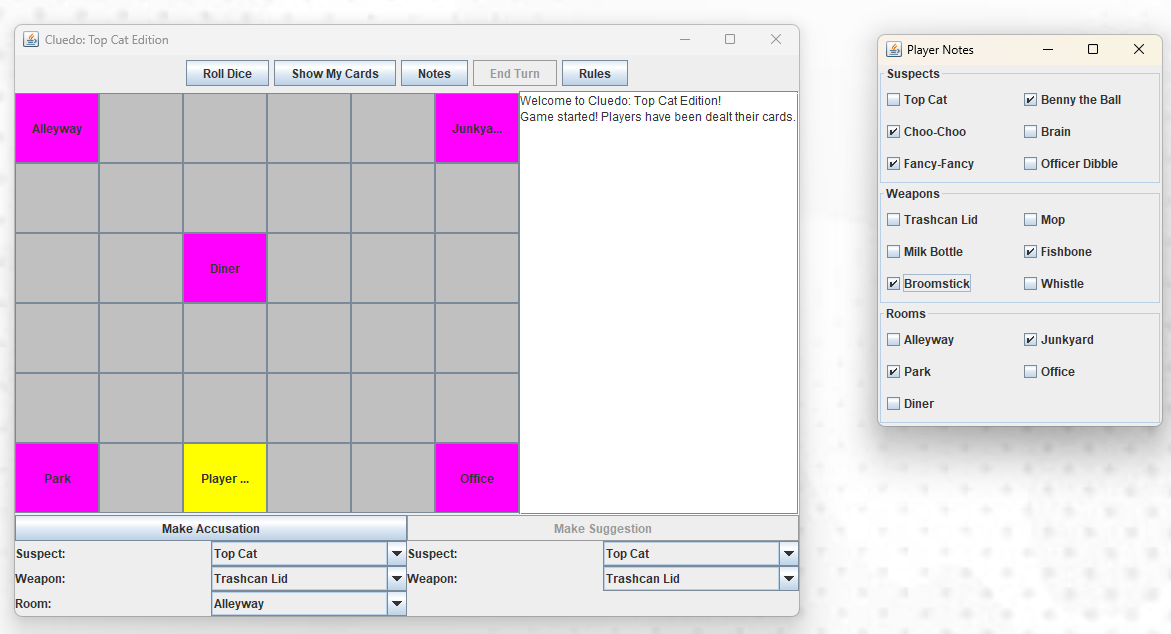 Cluedo: Top Cat Edition
Roll Dice Show My Cards Notes End Turn Rules
Alleyway Junkya...
Diner
Park Player ... Office
Welcome to Cluedo: Top Cat Edition!
Game started! Players have been dealt their cards.
Make Accusation Make Suggestion
Suspect: Top Cat Suspect: Top Cat
Weapon: Trashcan Lid Weapon: Trashcan Lid
Room: Alleyway
Player Notes
Suspects
Top Cat Benny the Ball
Choo-Choo Brain
Fancy-Fancy Officer Dibble
Weapons
Trashcan Lid Mop
Milk Bottle Fishbone
Broomstick Whistle
Rooms
Alleyway Junkyard
Park Office
Diner